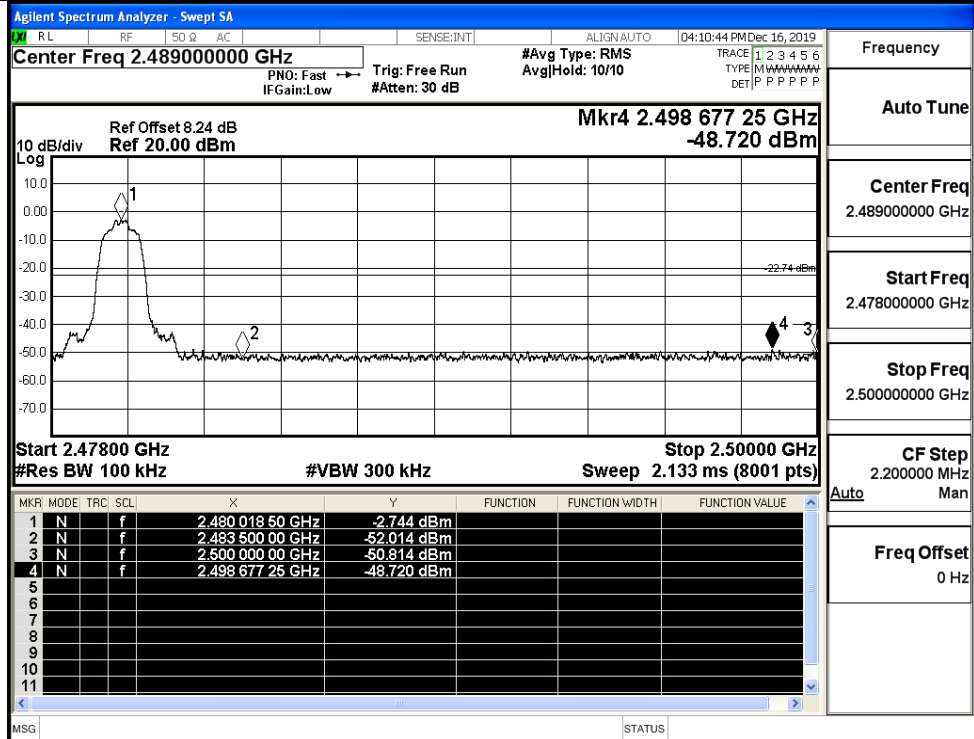 Agilent Spectrum Analyzer - Swept SA
LXI RL RF 50 Ω AC SENSE:INT ALIGN AUTO 04:10:44 PM Dec 16, 2019
Center Freq 2.489000000 GHz
PNO: Fast
IFGain:Low
Trig: Free Run
#Atten: 30 dB
#Avg Type: RMS
Avg|Hold: 10/10
TRACE 1 2 3 4 5 6
TYPE M WWWWW
DET P P P P P P
Frequency
Auto Tune
Center Freq
2.489000000 GHz
Start Freq
2.478000000 GHz
Stop Freq
2.500000000 GHz
CF Step
2.200000 MHz
Auto Man
Freq Offset
0 Hz
Mkr4 2.498 677 25 GHz
-48.720 dBm
Ref Offset 8.24 dB
10 dB/div Ref 20.00 dBm
Log
10.0
0.00
-10.0
-20.0
-30.0
-40.0
-50.0
-60.0
-70.0
1
-22.74 dBm
2
4
3
Start 2.47800 GHz Stop 2.50000 GHz
#Res BW 100 kHz #VBW 300 kHz Sweep 2.133 ms (8001 pts)
MKR MODE TRC SCL X Y FUNCTION FUNCTION WIDTH FUNCTION VALUE
1 N f 2.480 018 50 GHz -2.744 dBm
2 N f 2.483 500 00 GHz -52.014 dBm
3 N f 2.500 000 00 GHz -50.814 dBm
4 N f 2.498 677 25 GHz -48.720 dBm
5
6
7
8
9
10
11
MSG STATUS